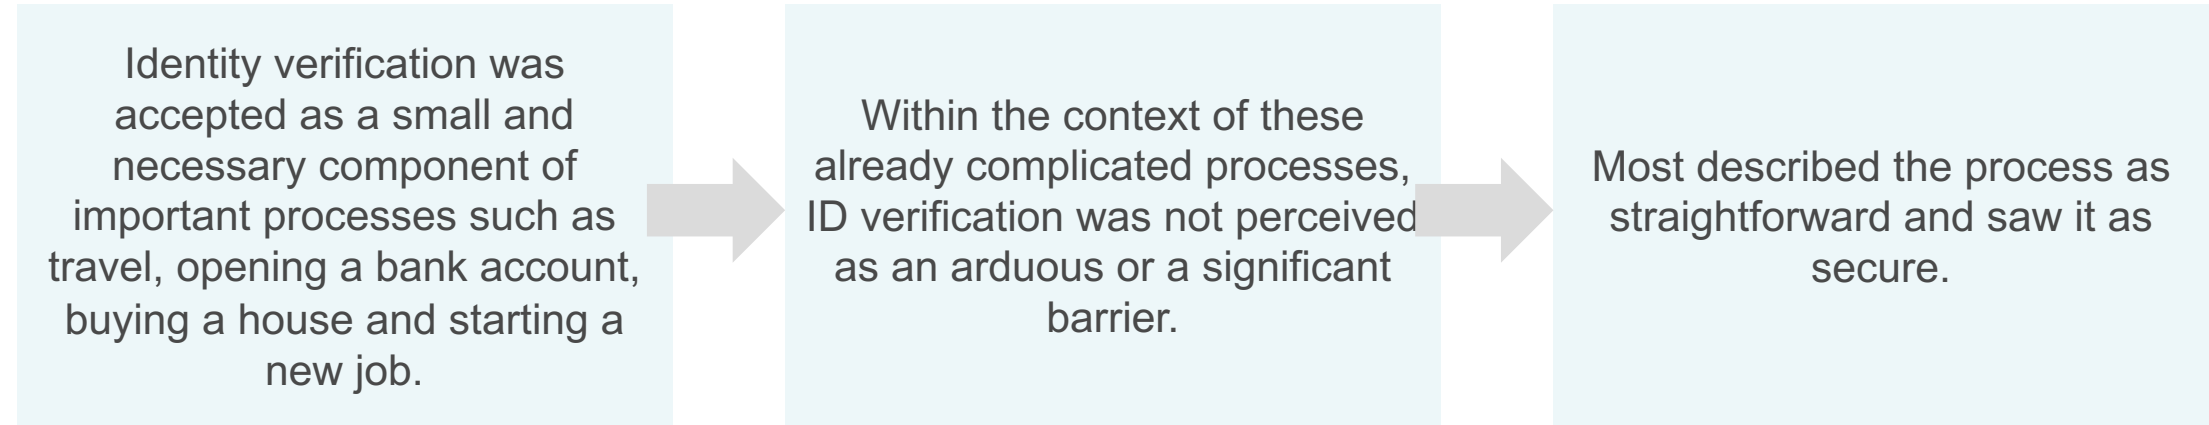 Identity verification was
accepted as a small and
necessary component of
important processes such as
travel, opening a bank account,
buying a house and starting a
new job.
Within the context of these
already complicated processes,
ID verification was not perceived
as an arduous or a significant
barrier.
Most described the process as
straightforward and saw it as
secure.